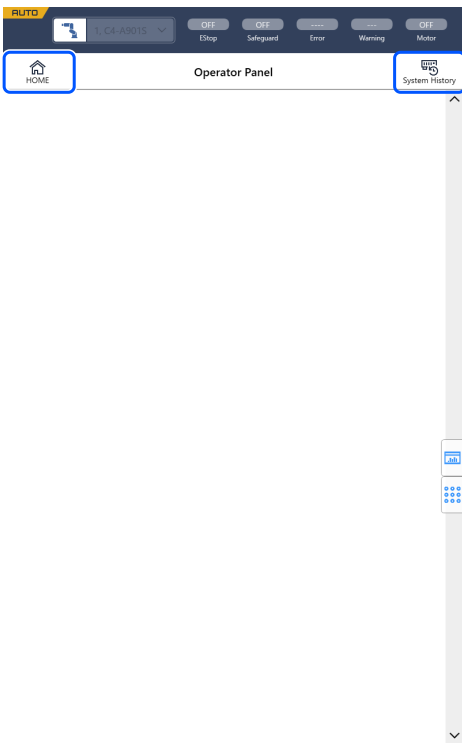 AUTO
1, C4-A901S
OFF OFF ---- --- OFF
EStop Safeguard Error Warning Motor
HOME
Operator Panel
System History